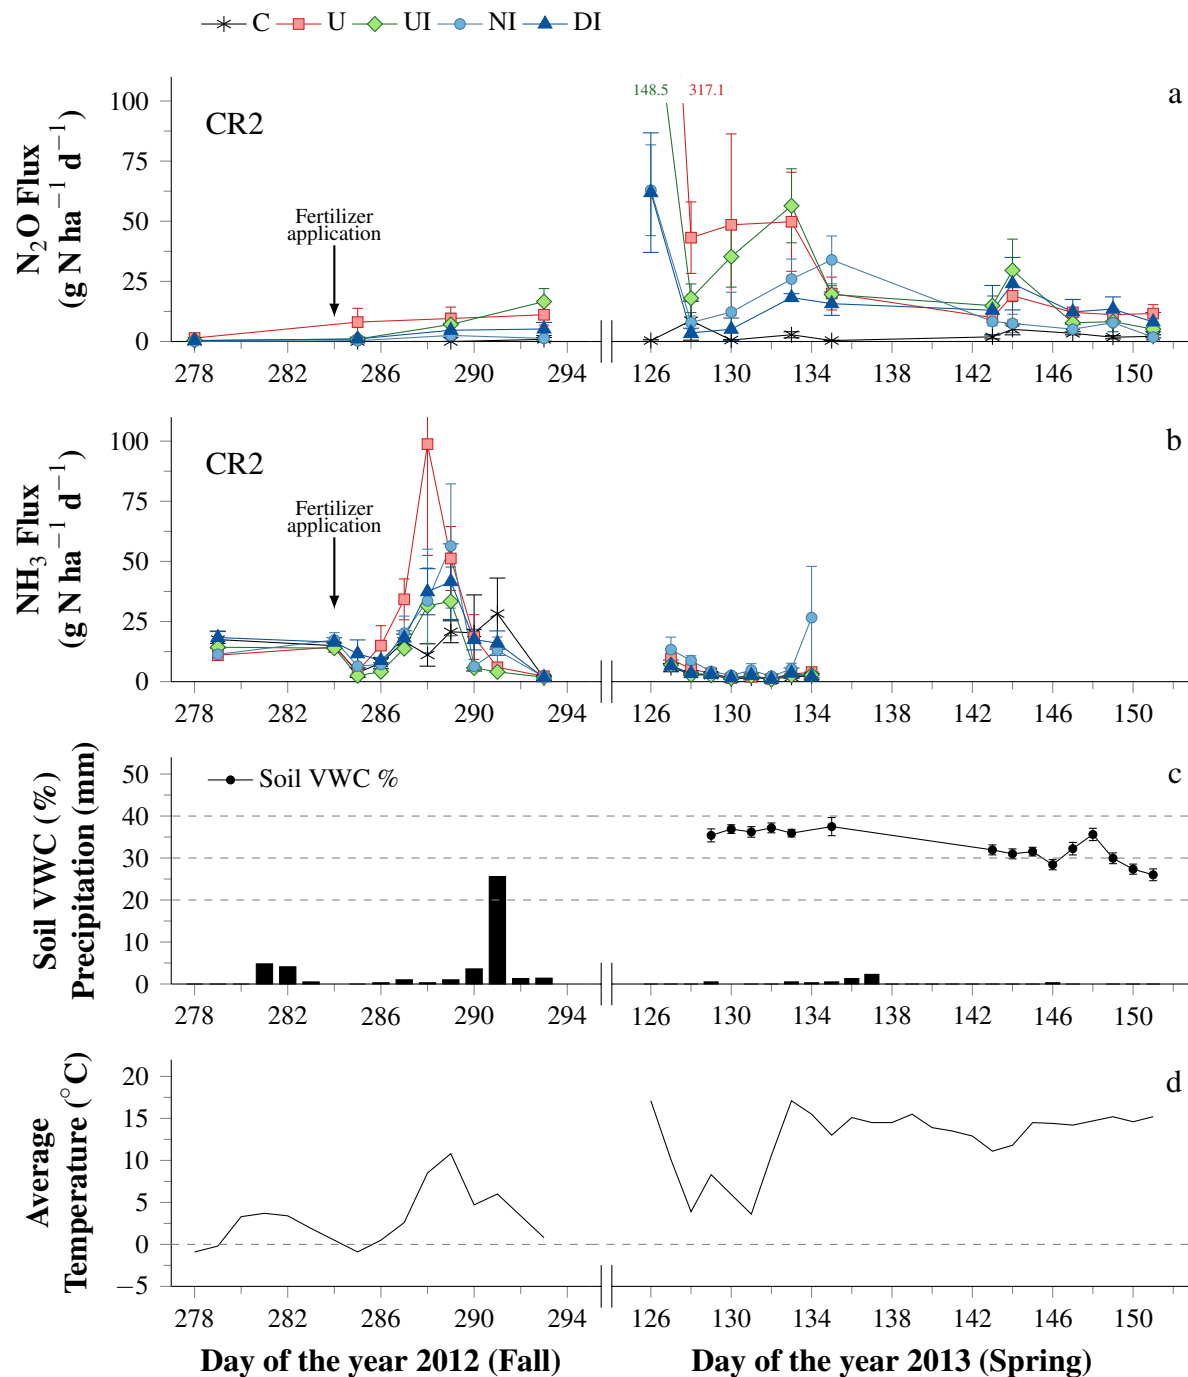 C U UI NI DI
N2O Flux
(g N ha−1 d−1)
100
75
50
25
0
CR2
Fertilizer
application
148.5 317.1
a
278 282 286 290 294 126 130 134 138 142 146 150
NH3 Flux
(g N ha−1 d−1)
100
75
50
25
0
CR2
Fertilizer
application
b
278 282 286 290 294 126 130 134 138 142 146 150
Soil VWC (%)
Precipitation (mm)
50
40
30
20
10
0
Soil VWC %
c
278 282 286 290 294 126 130 134 138 142 146 150
Average
Temperature (°C)
20
15
10
5
0
−5
d
278 282 286 290 294 126 130 134 138 142 146 150
Day of the year 2012 (Fall) Day of the year 2013 (Spring)